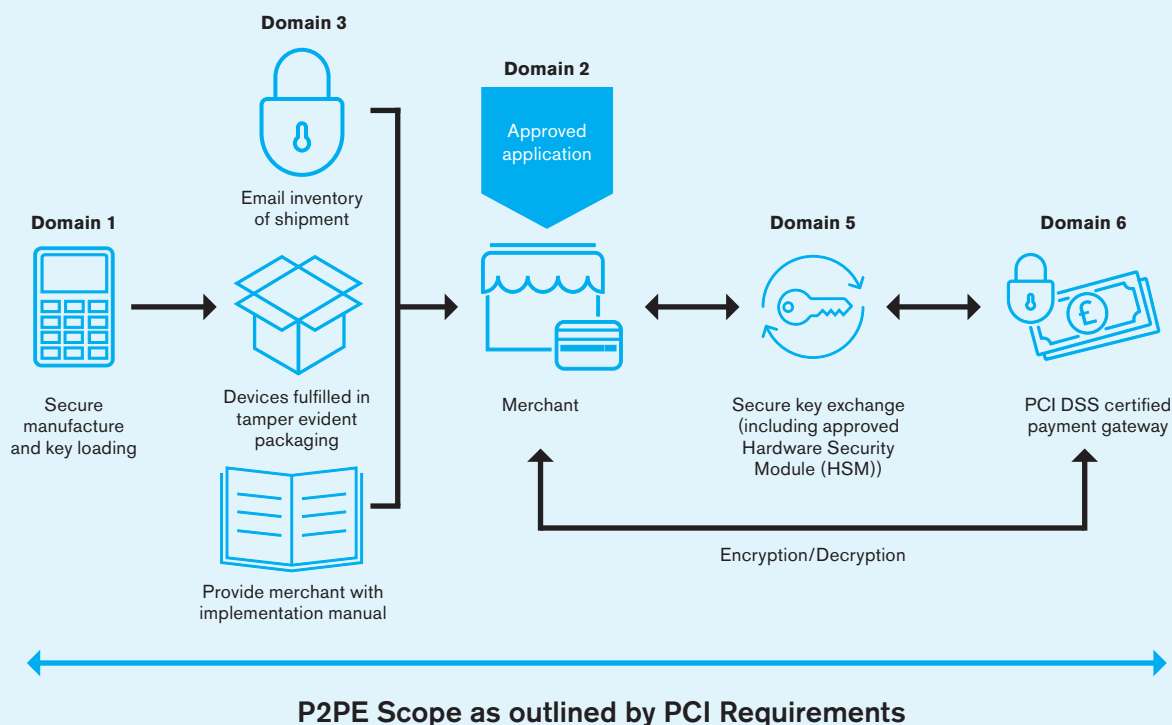 Domain 3
Domain 2
Approved
application
Email inventory
of shipment
Domain 1
Domain 5
Domain 6
£
Secure
manufacture
and key loading
Devices fulfilled in
tamper evident
packaging
Merchant
Secure key exchange
(including approved
Hardware Security
Module (HSM))
PCI DSS certified
payment gateway
Encryption/Decryption
Provide merchant with
implementation manual
P2PE Scope as outlined by PCI Requirements